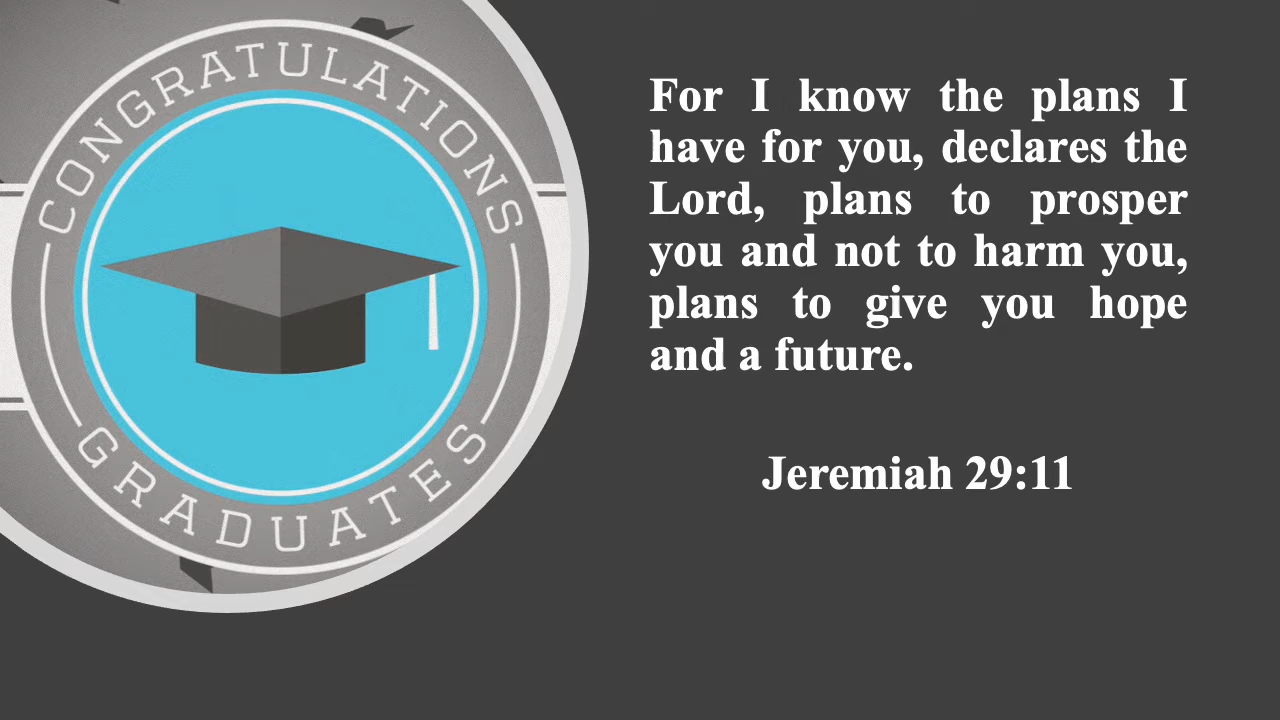 CONGRATULATIONS
GRADUATES
For I know the plans I
have for you, declares the
Lord, plans to prosper
you and not to harm you,
plans to give you hope
and a future.
Jeremiah 29:11